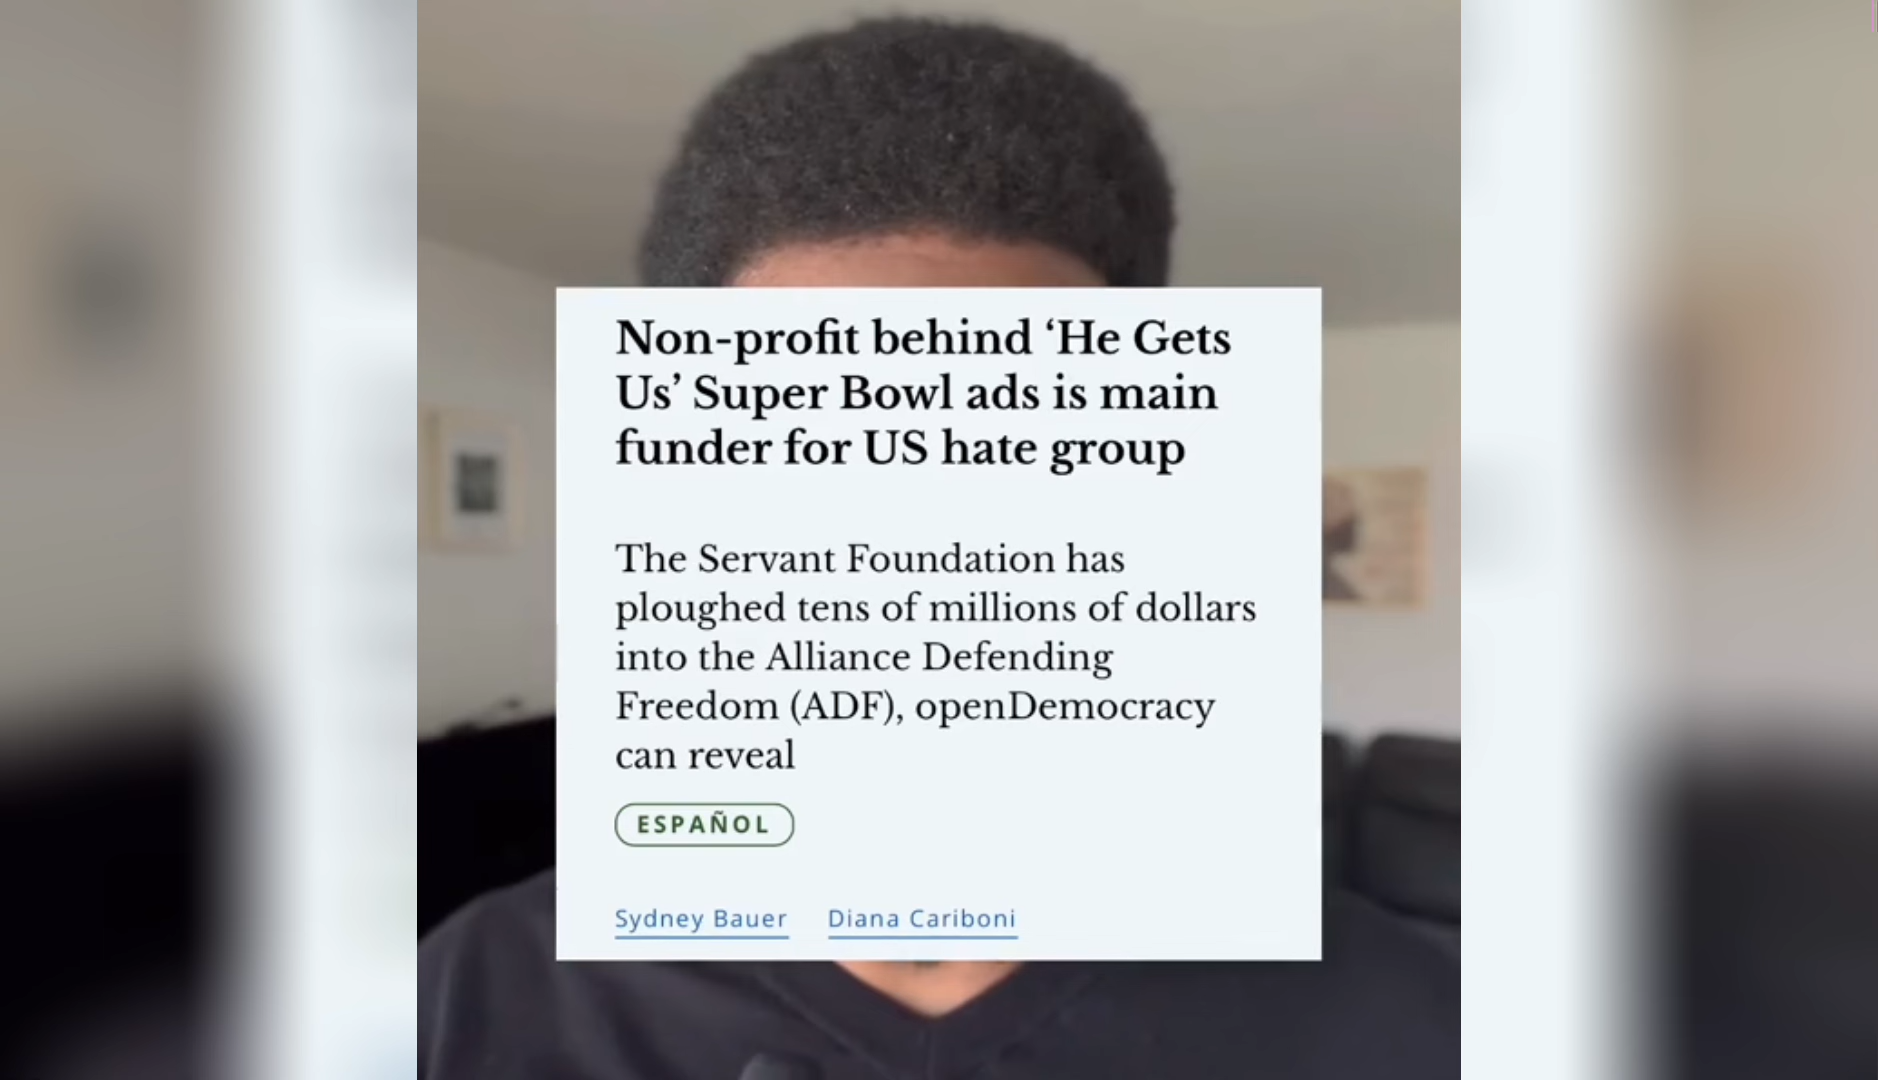 Non-profit behind ‘He Gets
Us’ Super Bowl ads is main
funder for US hate group
The Servant Foundation has
ploughed tens of millions of dollars
into the Alliance Defending
Freedom (ADF), openDemocracy
can reveal
ESPAÑOL
Sydney Bauer Diana Cariboni